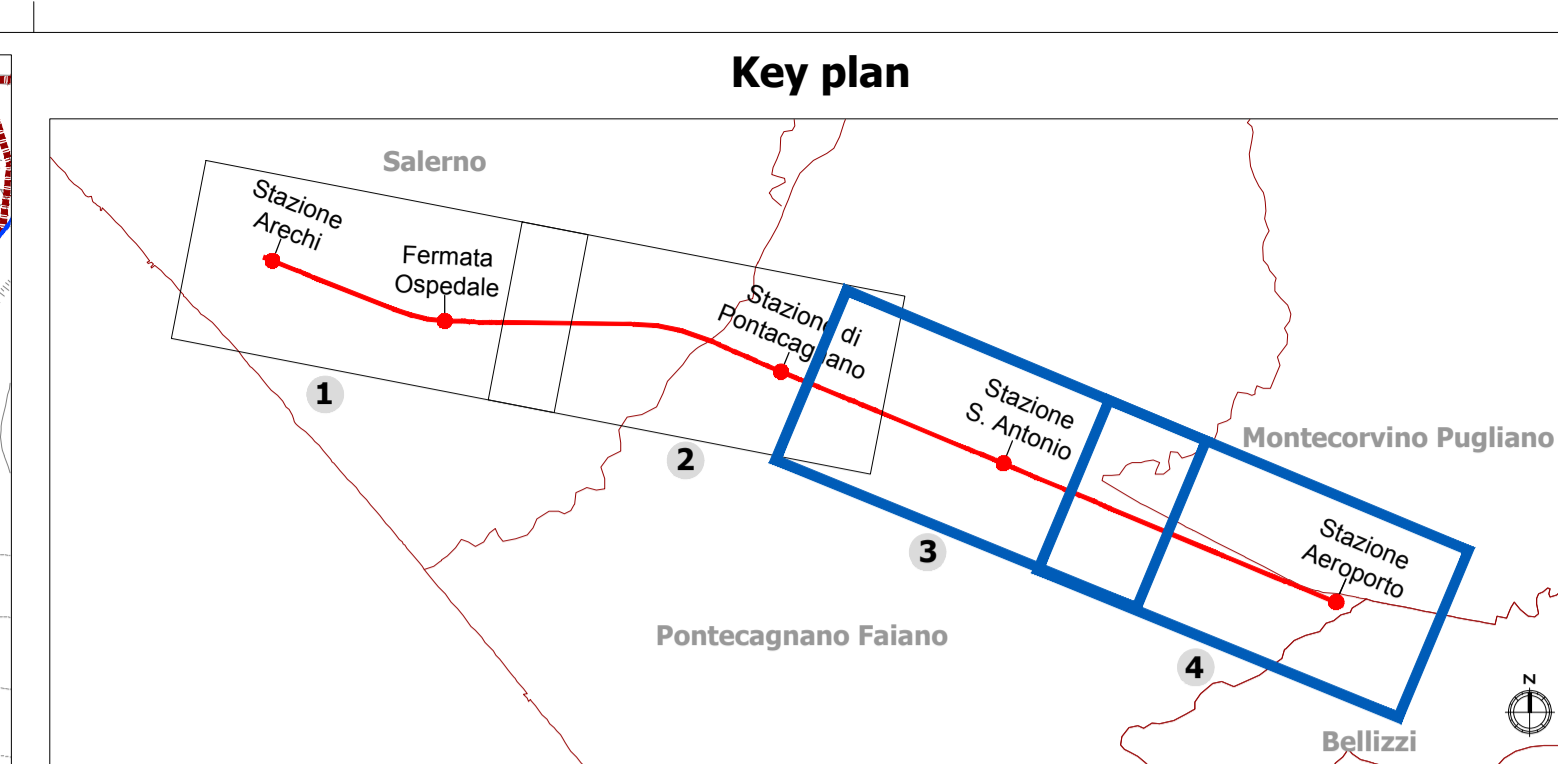 Key plan
Salerno
Stazione
Arechi
Fermata
Ospedale
Stazione di
Pontacagnano
Stazione
S. Antonio
Montecorvino Pugliano
Stazione
Aeroporto
1
2
3
4
Pontecagnano Faiano
Bellizzi
N